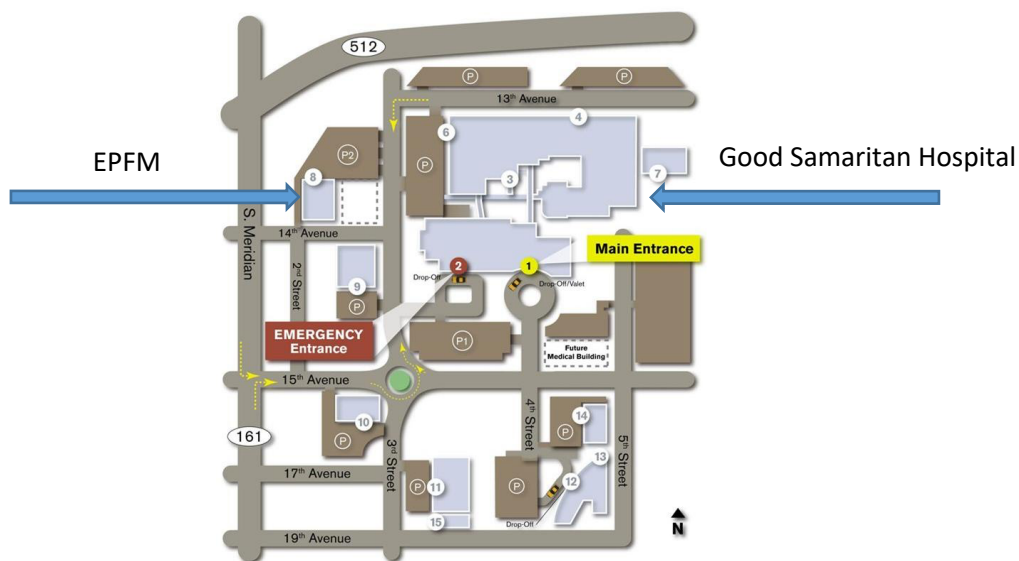 512
P
P
13th Avenue
4
6
P2
P
EPFM
Good Samaritan Hospital
8
3
7
S. Meridian
14th Avenue
2nd Street
Main Entrance
2
1
Drop-Off
Drop-Off/Valet
9
P
EMERGENCY
Entrance
P1
Future
Medical Building
15th Avenue
10
P
3rd Street
4th Street
5th Street
14
P
161
13
17th Avenue
P
11
P
12
15
Drop-Off
19th Avenue
N